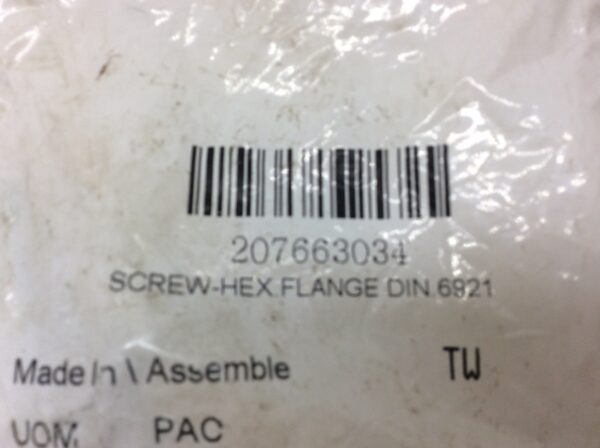 207663034
SCREW-HEX FLANGE DIN 6921
Made In \ Assemble TW
UOM PAC